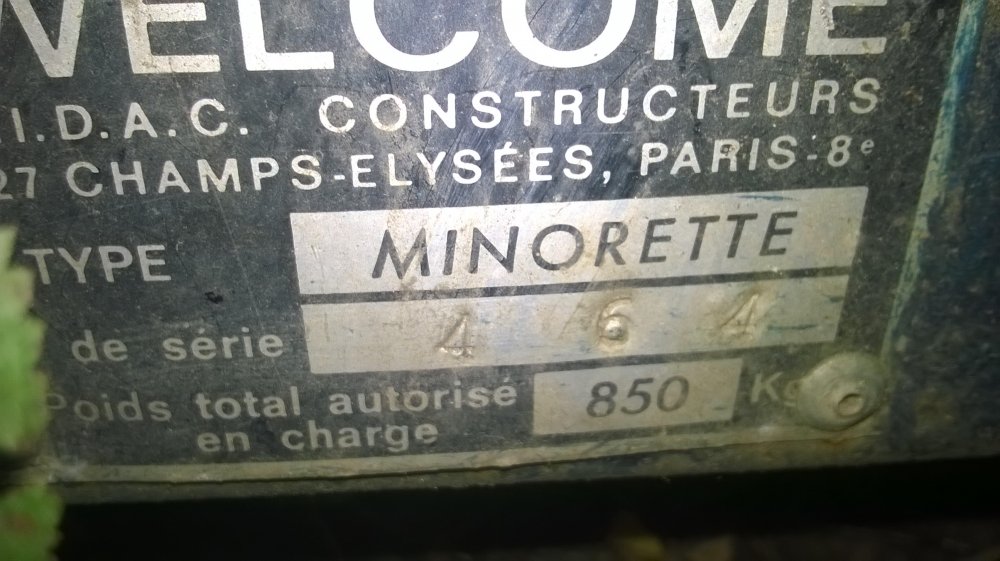 WELCOME
I.D.A.C. CONSTRUCTEURS
27 CHAMPS-ELYSÉES, PARIS-8e
TYPE MINORETTE
de série 4 6 4
Poids total autorisé 850 Kg
en charge